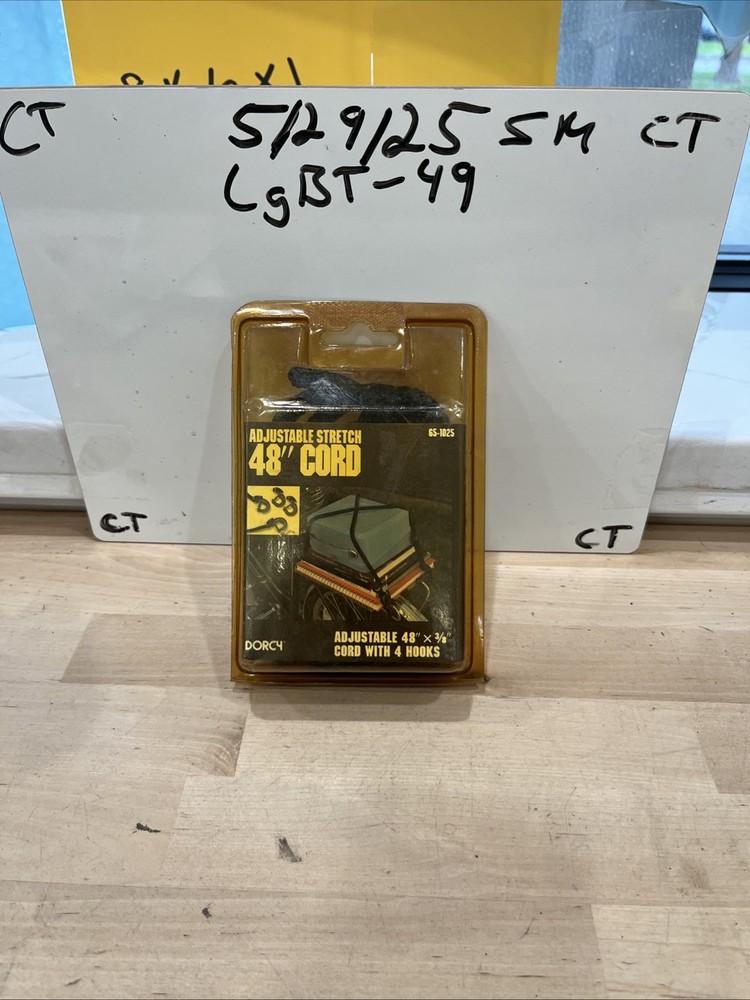 CT 5/29/25 SM CT
LgBT-49
ADJUSTABLE STRETCH
48" CORD
65-1025
DORCY
ADJUSTABLE 48" × 3/8"
CORD WITH 4 HOOKS
CT CT